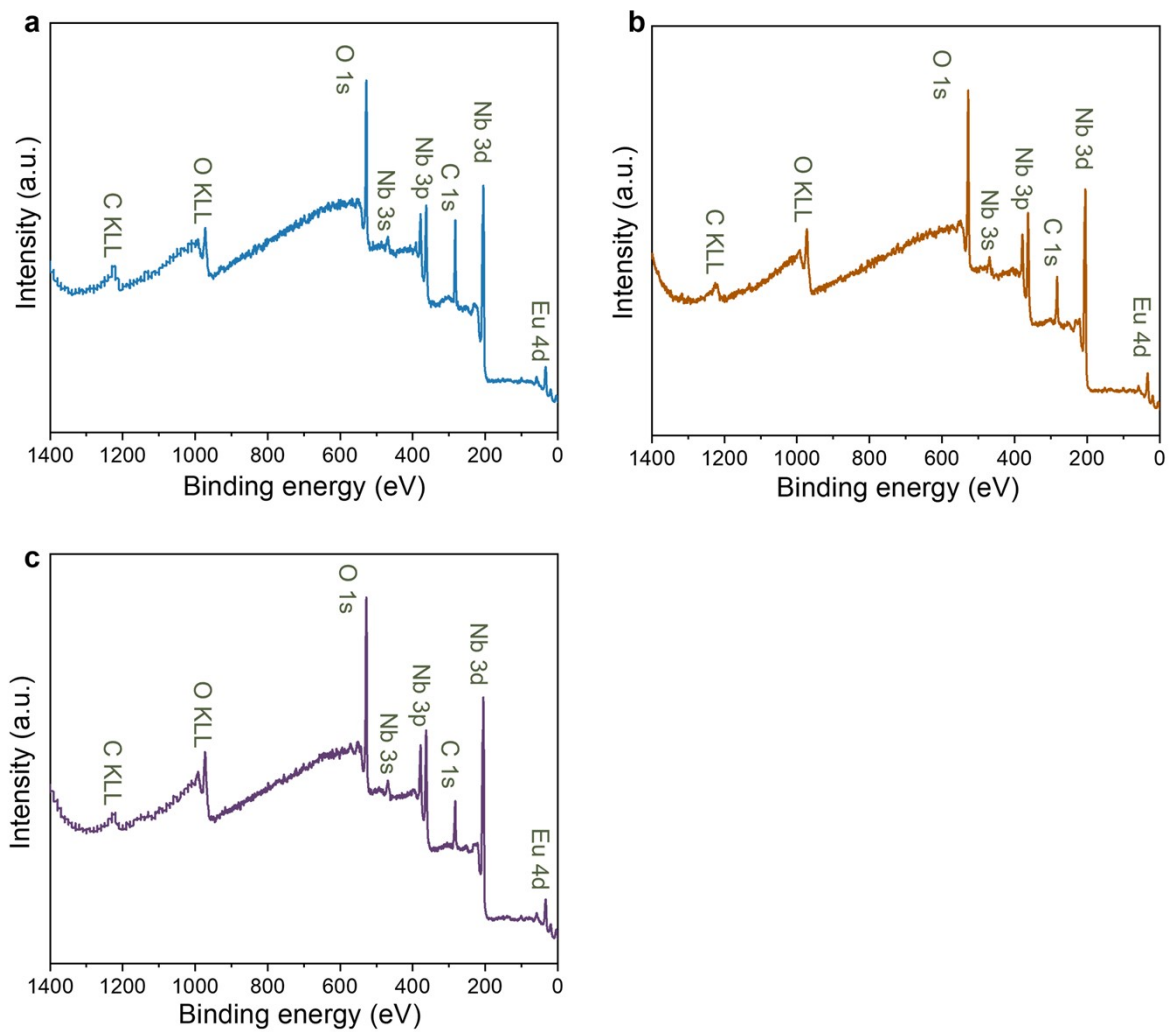 a
Intensity (a.u.)
C KLL
O KLL
O 1s
Nb 3s
Nb 3p
C 1s
Nb 3d
Eu 4d
1400 1200 1000 800 600 400 200 0
Binding energy (eV)
b
Intensity (a.u.)
C KLL
O KLL
O 1s
Nb 3s
Nb 3p
C 1s
Nb 3d
Eu 4d
1400 1200 1000 800 600 400 200 0
Binding energy (eV)
c
Intensity (a.u.)
C KLL
O KLL
O 1s
Nb 3s
Nb 3p
C 1s
Nb 3d
Eu 4d
1400 1200 1000 800 600 400 200 0
Binding energy (eV)